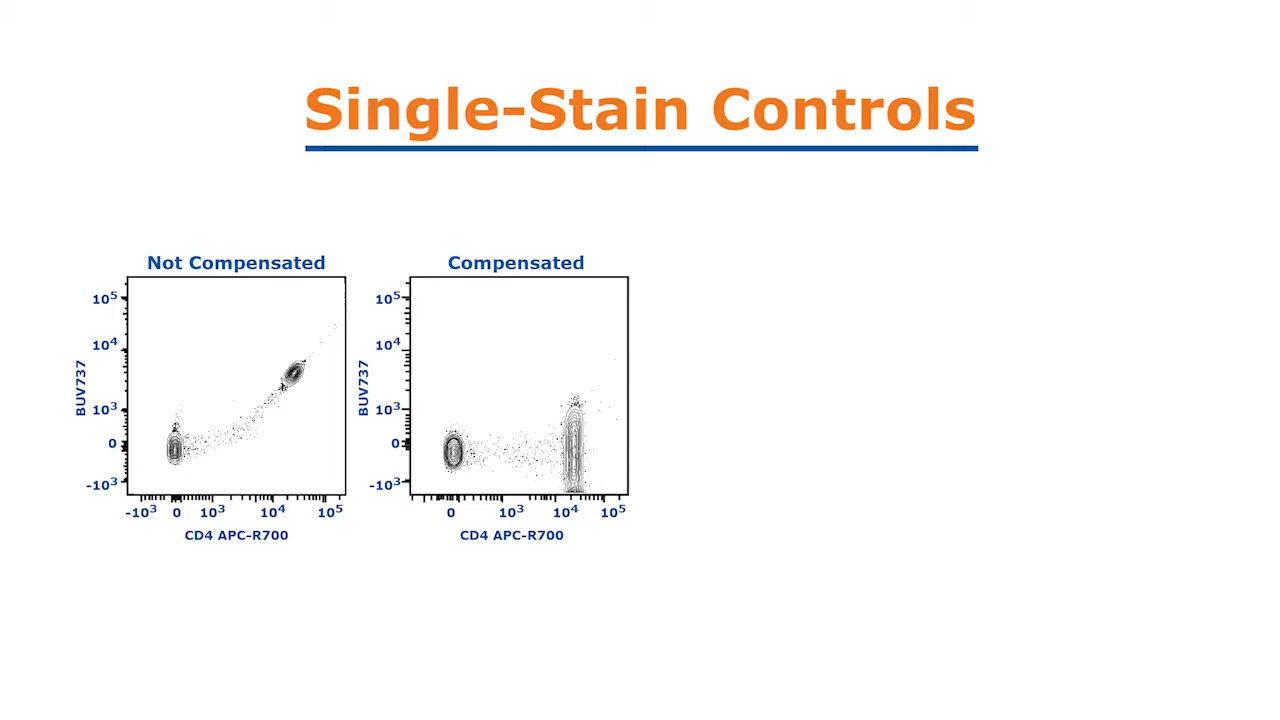 Single-Stain Controls
Not Compensated
10⁵
10⁴
10³
0
-10³
BUV737
-10³ 0 10³ 10⁴ 10⁵
CD4 APC-R700
Compensated
10⁵
10⁴
10³
0
-10³
BUV737
0 10³ 10⁴ 10⁵
CD4 APC-R700